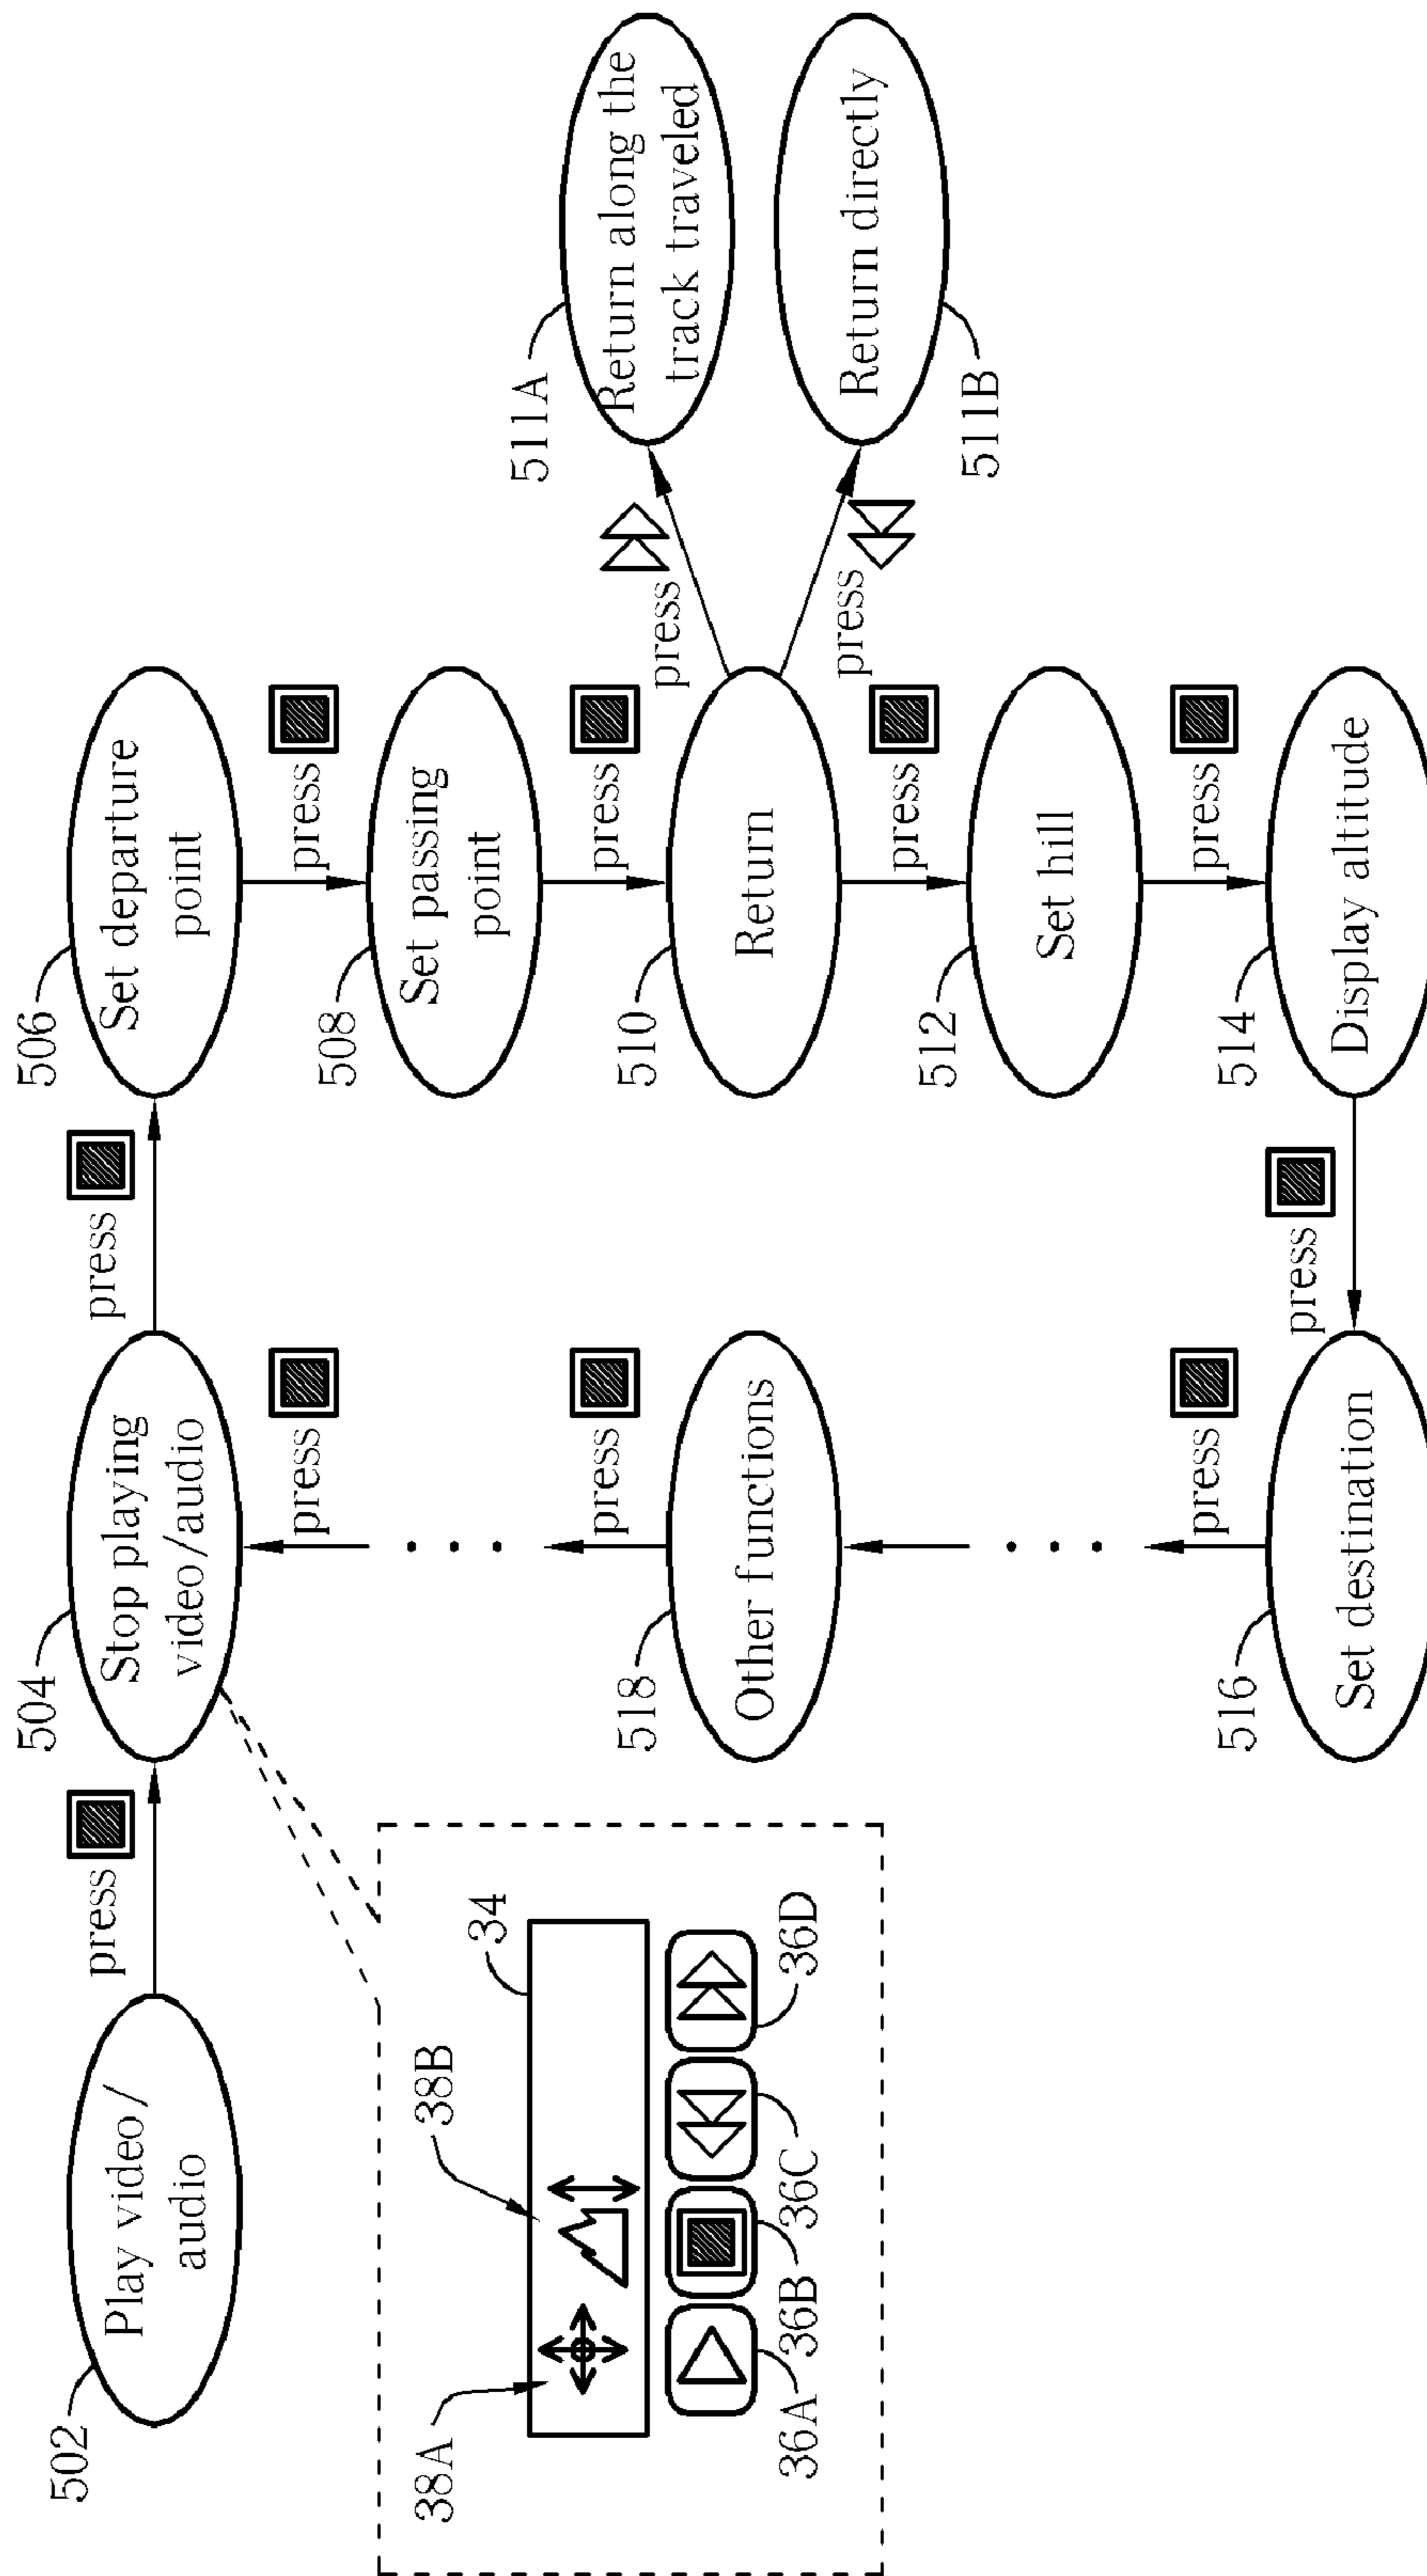 502
Play video/
audio
press
504
Stop playing
video/audio
press
506
Set departure
point
press
508
Set passing
point
press
510
Return
press
511A
Return along the
track traveled
press
511B
Return directly
press
512
Set hill
press
514
Display altitude
press
516
Set destination
press
518
Other functions
press
press
38A
38B
34
36A
36B
36C
36D